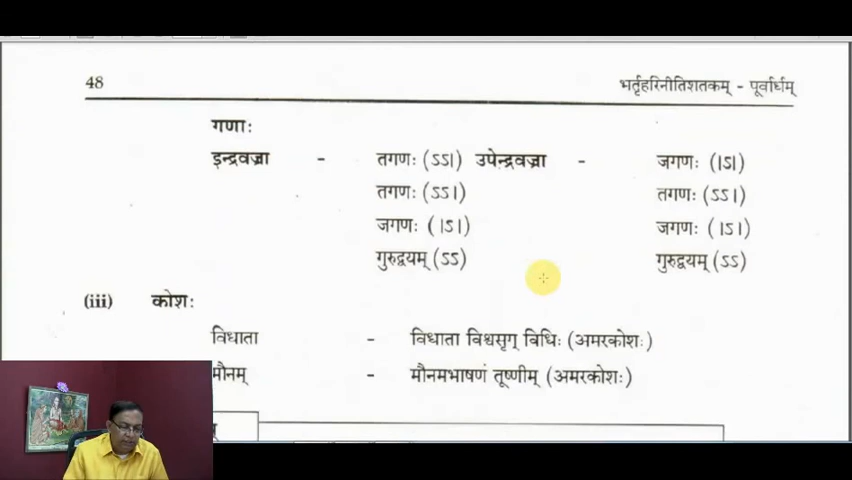 48 भर्तृहरिनीतिशतकम् - पूर्वार्धम्
गणाः
इन्द्रवज्रा - तगणः (ऽऽ।) उपेन्द्रवज्रा - जगणः (।ऽ।)
तगणः (ऽऽ।) तगणः (ऽऽ।)
जगणः (।ऽ।) जगणः (।ऽ।)
गुरुद्वयम् (ऽऽ) गुरुद्वयम् (ऽऽ)
(iii) कोशः
विधाता - विधाता विश्वसृग् विधिः (अमरकोशः)
मौनम् - मौनमभाषणं तूष्णीम् (अमरकोशः)